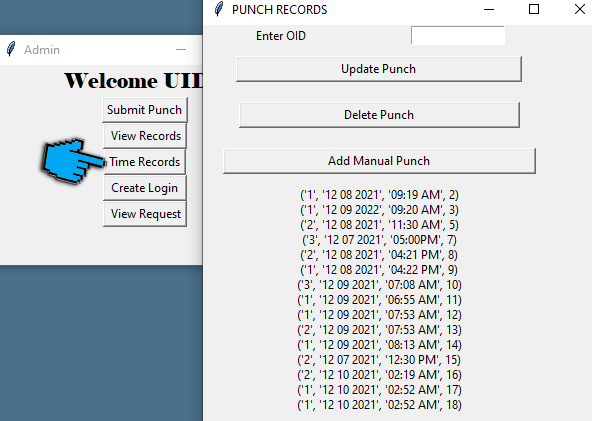 Admin
Welcome UID
Submit Punch
View Records
Time Records
Create Login
View Request
PUNCH RECORDS
Enter OID
Update Punch
Delete Punch
Add Manual Punch
('1', '12 08 2021', '09:19 AM', 2)
('1', '12 09 2022', '09:20 AM', 3)
('2', '12 08 2021', '11:30 AM', 5)
('3', '12 07 2021', '05:00PM', 7)
('2', '12 08 2021', '04:21 PM', 8)
('1', '12 08 2021', '04:22 PM', 9)
('3', '12 09 2021', '07:08 AM', 10)
('1', '12 09 2021', '06:55 AM', 11)
('1', '12 09 2021', '07:53 AM', 12)
('2', '12 09 2021', '07:53 AM', 13)
('1', '12 09 2021', '08:13 AM', 14)
('2', '12 07 2021', '12:30 PM', 15)
('2', '12 10 2021', '02:19 AM', 16)
('1', '12 10 2021', '02:52 AM', 17)
('1', '12 10 2021', '02:52 AM', 18)